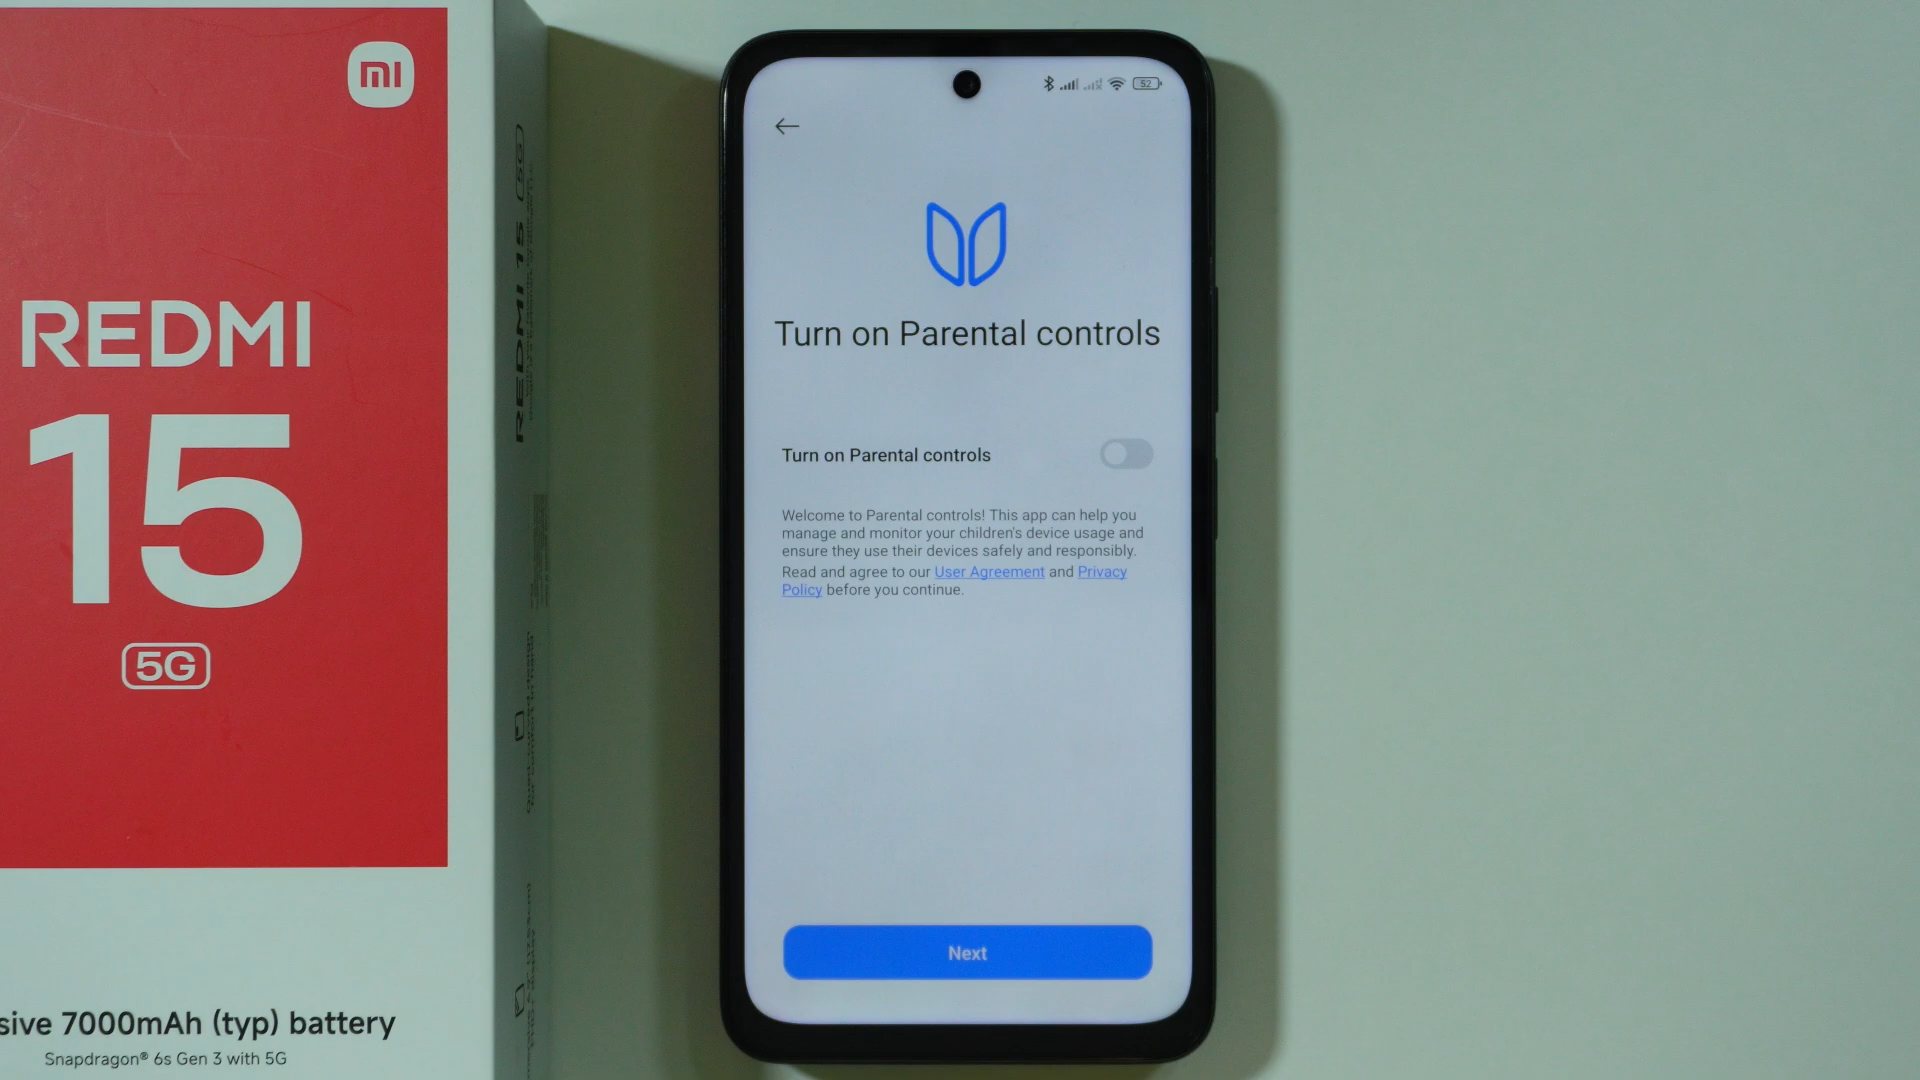 mi
REDMI
15
5G
sive 7000mAh (typ) battery
Snapdragon® 6s Gen 3 with 5G
REDMI 15 5G
52
Turn on Parental controls
Turn on Parental controls
Welcome to Parental controls! This app can help you
manage and monitor your children's device usage and
ensure they use their devices safely and responsibly.
Read and agree to our User Agreement and Privacy
Policy before you continue.
Next